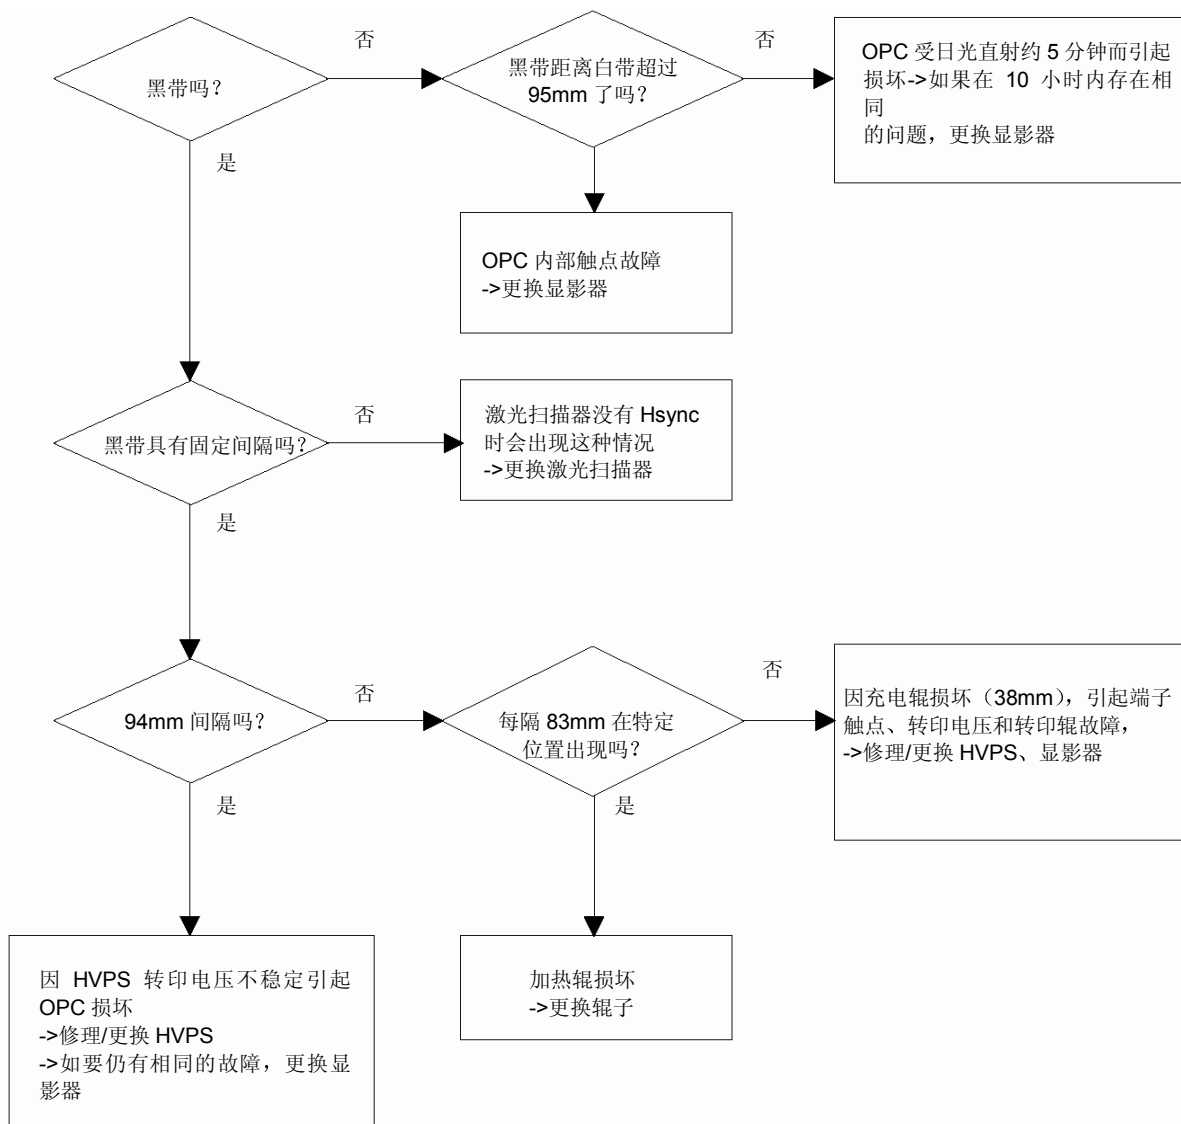 黑带吗？
否
黑带距离白带超过
95mm 了吗？
否
OPC 受日光直射约 5 分钟而引起
损坏->如果在 10 小时内存在相
同
的问题，更换显影器
是
OPC 内部触点故障
->更换显影器
黑带具有固定间隔吗？
否
激光扫描器没有 Hsync
时会出现这种情况
->更换激光扫描器
是
94mm 间隔吗？
否
每隔 83mm 在特定
位置出现吗？
否
因充电辊损坏（38mm），引起端子
触点、转印电压和转印辊故障，
->修理/更换 HVPS、显影器
是
是
因 HVPS 转印电压不稳定引起
OPC 损坏
->修理/更换 HVPS
->如要仍有相同的故障，更换显
影器
加热辊损坏
->更换辊子